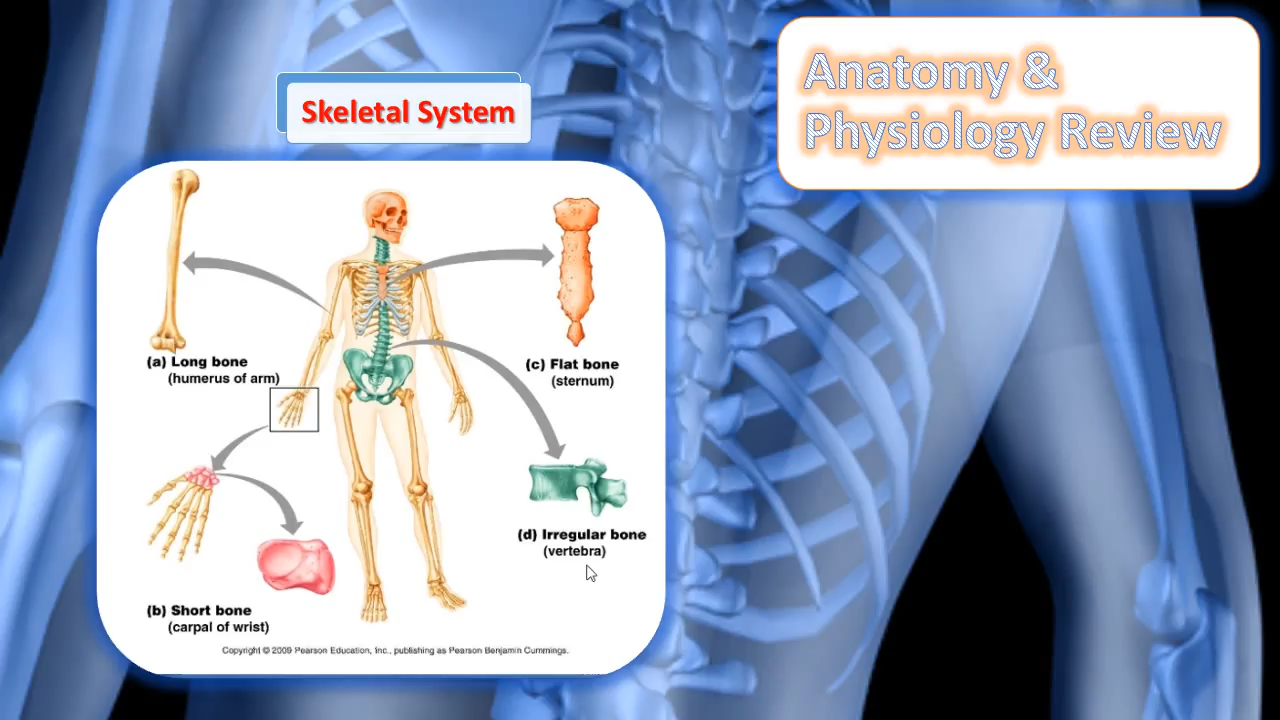 Anatomy &
Physiology Review
Skeletal System
(a) Long bone
(humerus of arm)
(c) Flat bone
(sternum)
(d) Irregular bone
(vertebra)
(b) Short bone
(carpal of wrist)
Copyright © 2009 Pearson Education, Inc., publishing as Pearson Benjamin Cummings.